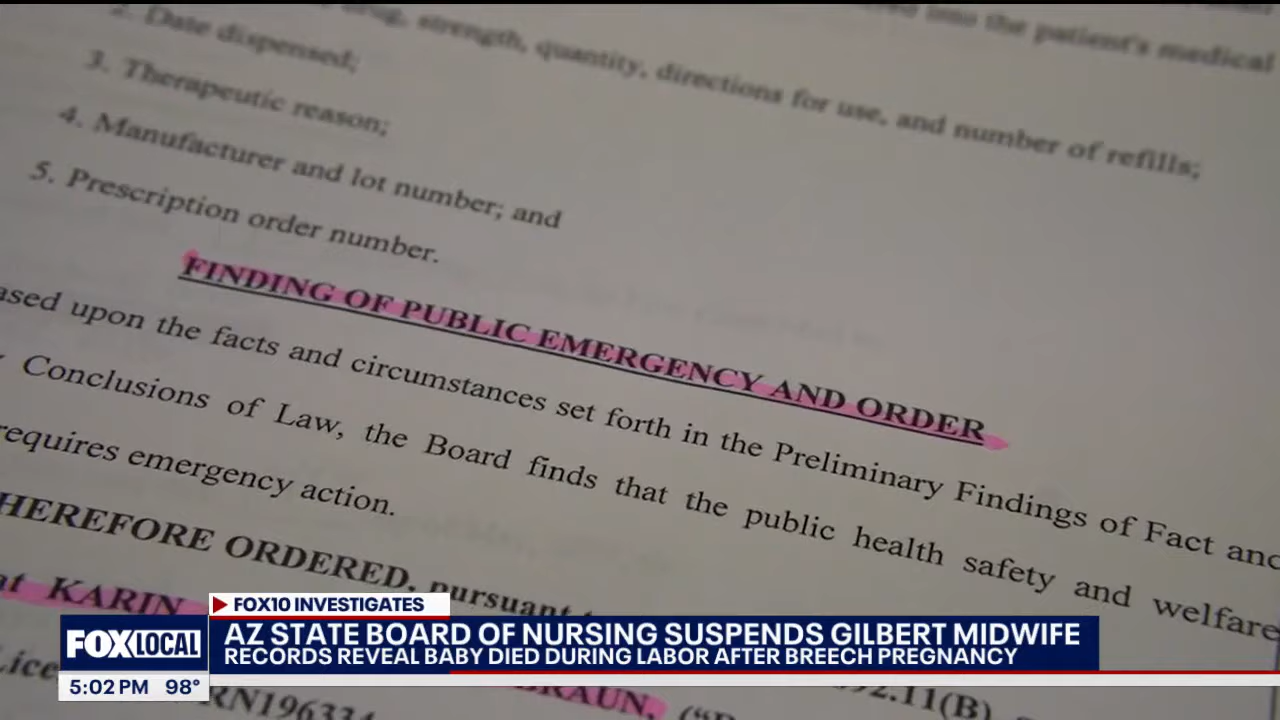 into the patient's medical
drug, strength, quantity, directions for use, and number of refills;
2. Date dispensed;
3. Therapeutic reason;
4. Manufacturer and lot number; and
5. Prescription order number.
FINDING OF PUBLIC EMERGENCY AND ORDER
ased upon the facts and circumstances set forth in the Preliminary Findings of Fact and
Conclusions of Law, the Board finds that the public health safety and welfare
requires emergency action.
HEREFORE ORDERED, pursuant
at KARIN
FOX10 INVESTIGATES
FOX LOCAL
AZ STATE BOARD OF NURSING SUSPENDS GILBERT MIDWIFE
RECORDS REVEAL BABY DIED DURING LABOR AFTER BREECH PREGNANCY
5:02 PM 98°